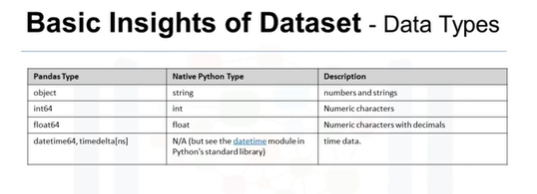 Basic Insights of Dataset - Data Types
Pandas Type Native Python Type Description
object string numbers and strings
int64 int Numeric characters
float64 float Numeric characters with decimals
datetime64, timedelta[ns] N/A (but see the datetime module in time data.
Python's standard library)